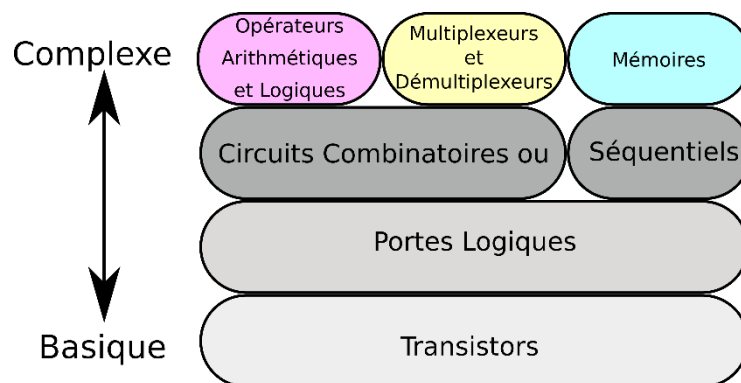 Complexe
Opérateurs
Arithmétiques
et Logiques
Multiplexeurs
et
Démultiplexeurs
Mémoires
Circuits Combinatoires ou
Séquentiels
Portes Logiques
Basique
Transistors